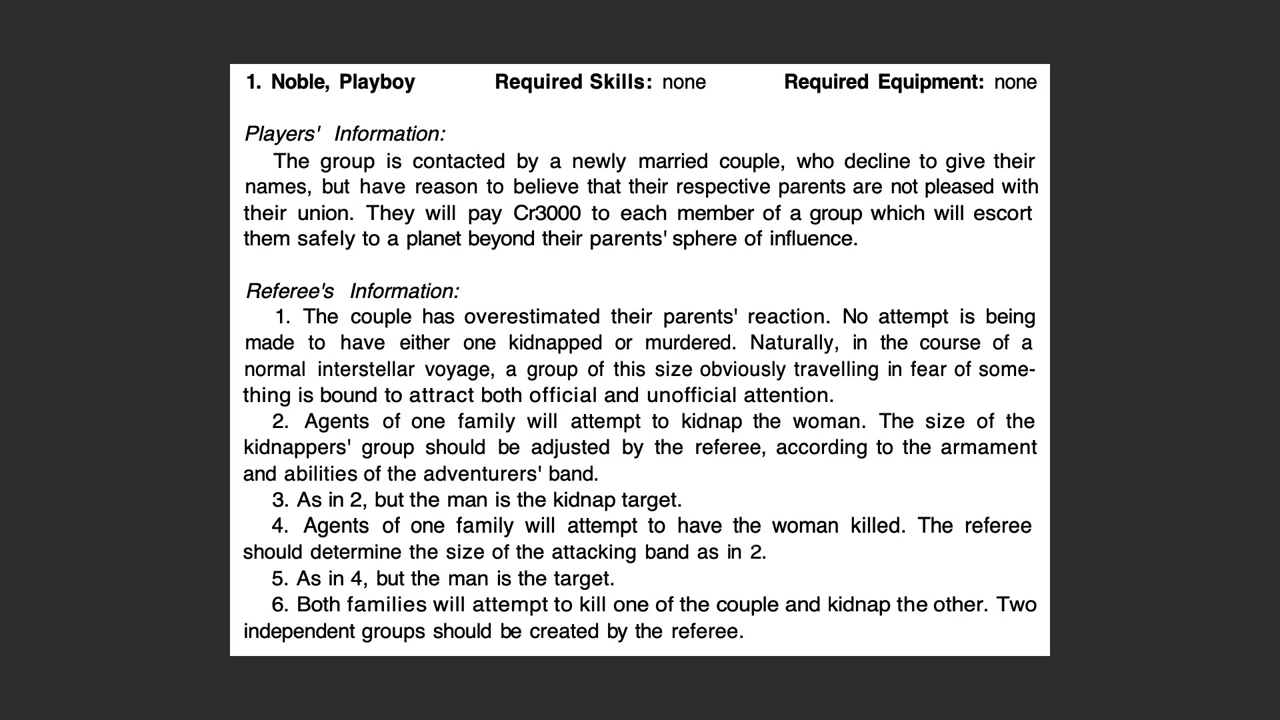 1. Noble, Playboy Required Skills: none Required Equipment: none
Players' Information:
The group is contacted by a newly married couple, who decline to give their
names, but have reason to believe that their respective parents are not pleased with
their union. They will pay Cr3000 to each member of a group which will escort
them safely to a planet beyond their parents' sphere of influence.
Referee's Information:
1. The couple has overestimated their parents' reaction. No attempt is being
made to have either one kidnapped or murdered. Naturally, in the course of a
normal interstellar voyage, a group of this size obviously travelling in fear of some-
thing is bound to attract both official and unofficial attention.
2. Agents of one family will attempt to kidnap the woman. The size of the
kidnappers' group should be adjusted by the referee, according to the armament
and abilities of the adventurers' band.
3. As in 2, but the man is the kidnap target.
4. Agents of one family will attempt to have the woman killed. The referee
should determine the size of the attacking band as in 2.
5. As in 4, but the man is the target.
6. Both families will attempt to kill one of the couple and kidnap the other. Two
independent groups should be created by the referee.